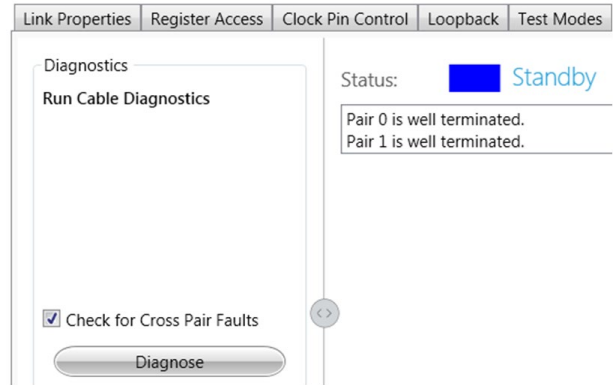 Link Properties
Register Access
Clock Pin Control
Loopback
Test Modes
Diagnostics
Run Cable Diagnostics
Check for Cross Pair Faults
Diagnose
Status:
Standby
Pair 0 is well terminated.
Pair 1 is well terminated.